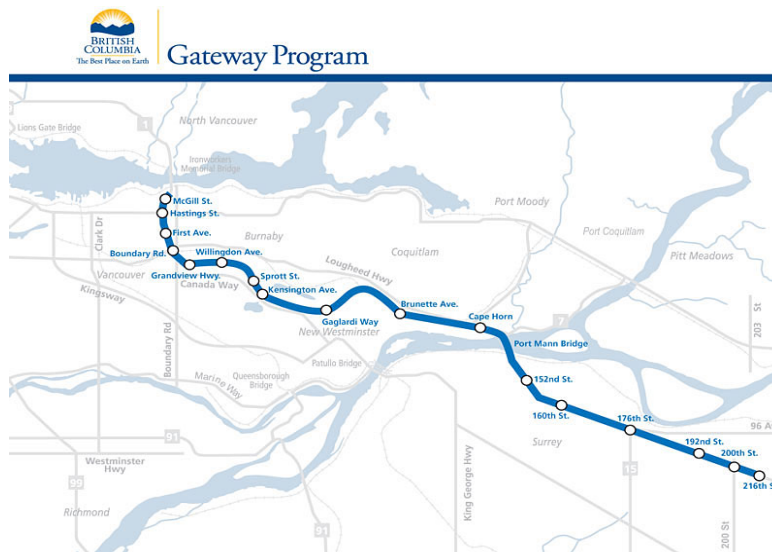 BRITISH
COLUMBIA
The Best Place on Earth
Gateway Program
1
North Vancouver
Lions Gate Bridge
Ironworkers
Memorial Bridge
McGill St.
Hastings St.
Port Moody
Clark Dr
First Ave.
Burnaby
Port Coquitlam
Boundary Rd.
Willingdon Ave.
Coquitlam
Pitt Meadows
Vancouver
Grandview Hwy.
Lougheed Hwy
Sprott St.
Canada Way
Kensington Ave.
Kingsway
Brunette Ave.
Cape Horn
7
203 St
Gaglardi Way
New Westminster
Boundary Rd
Port Mann Bridge
Patullo Bridge
Queensborough
Bridge
Marine Way
152nd St.
160th St.
176th St.
96 A
91
Surrey
192nd St.
200th St.
Westminster
Hwy
King George Hwy
15
216th S
99
Richmond
91
200 St